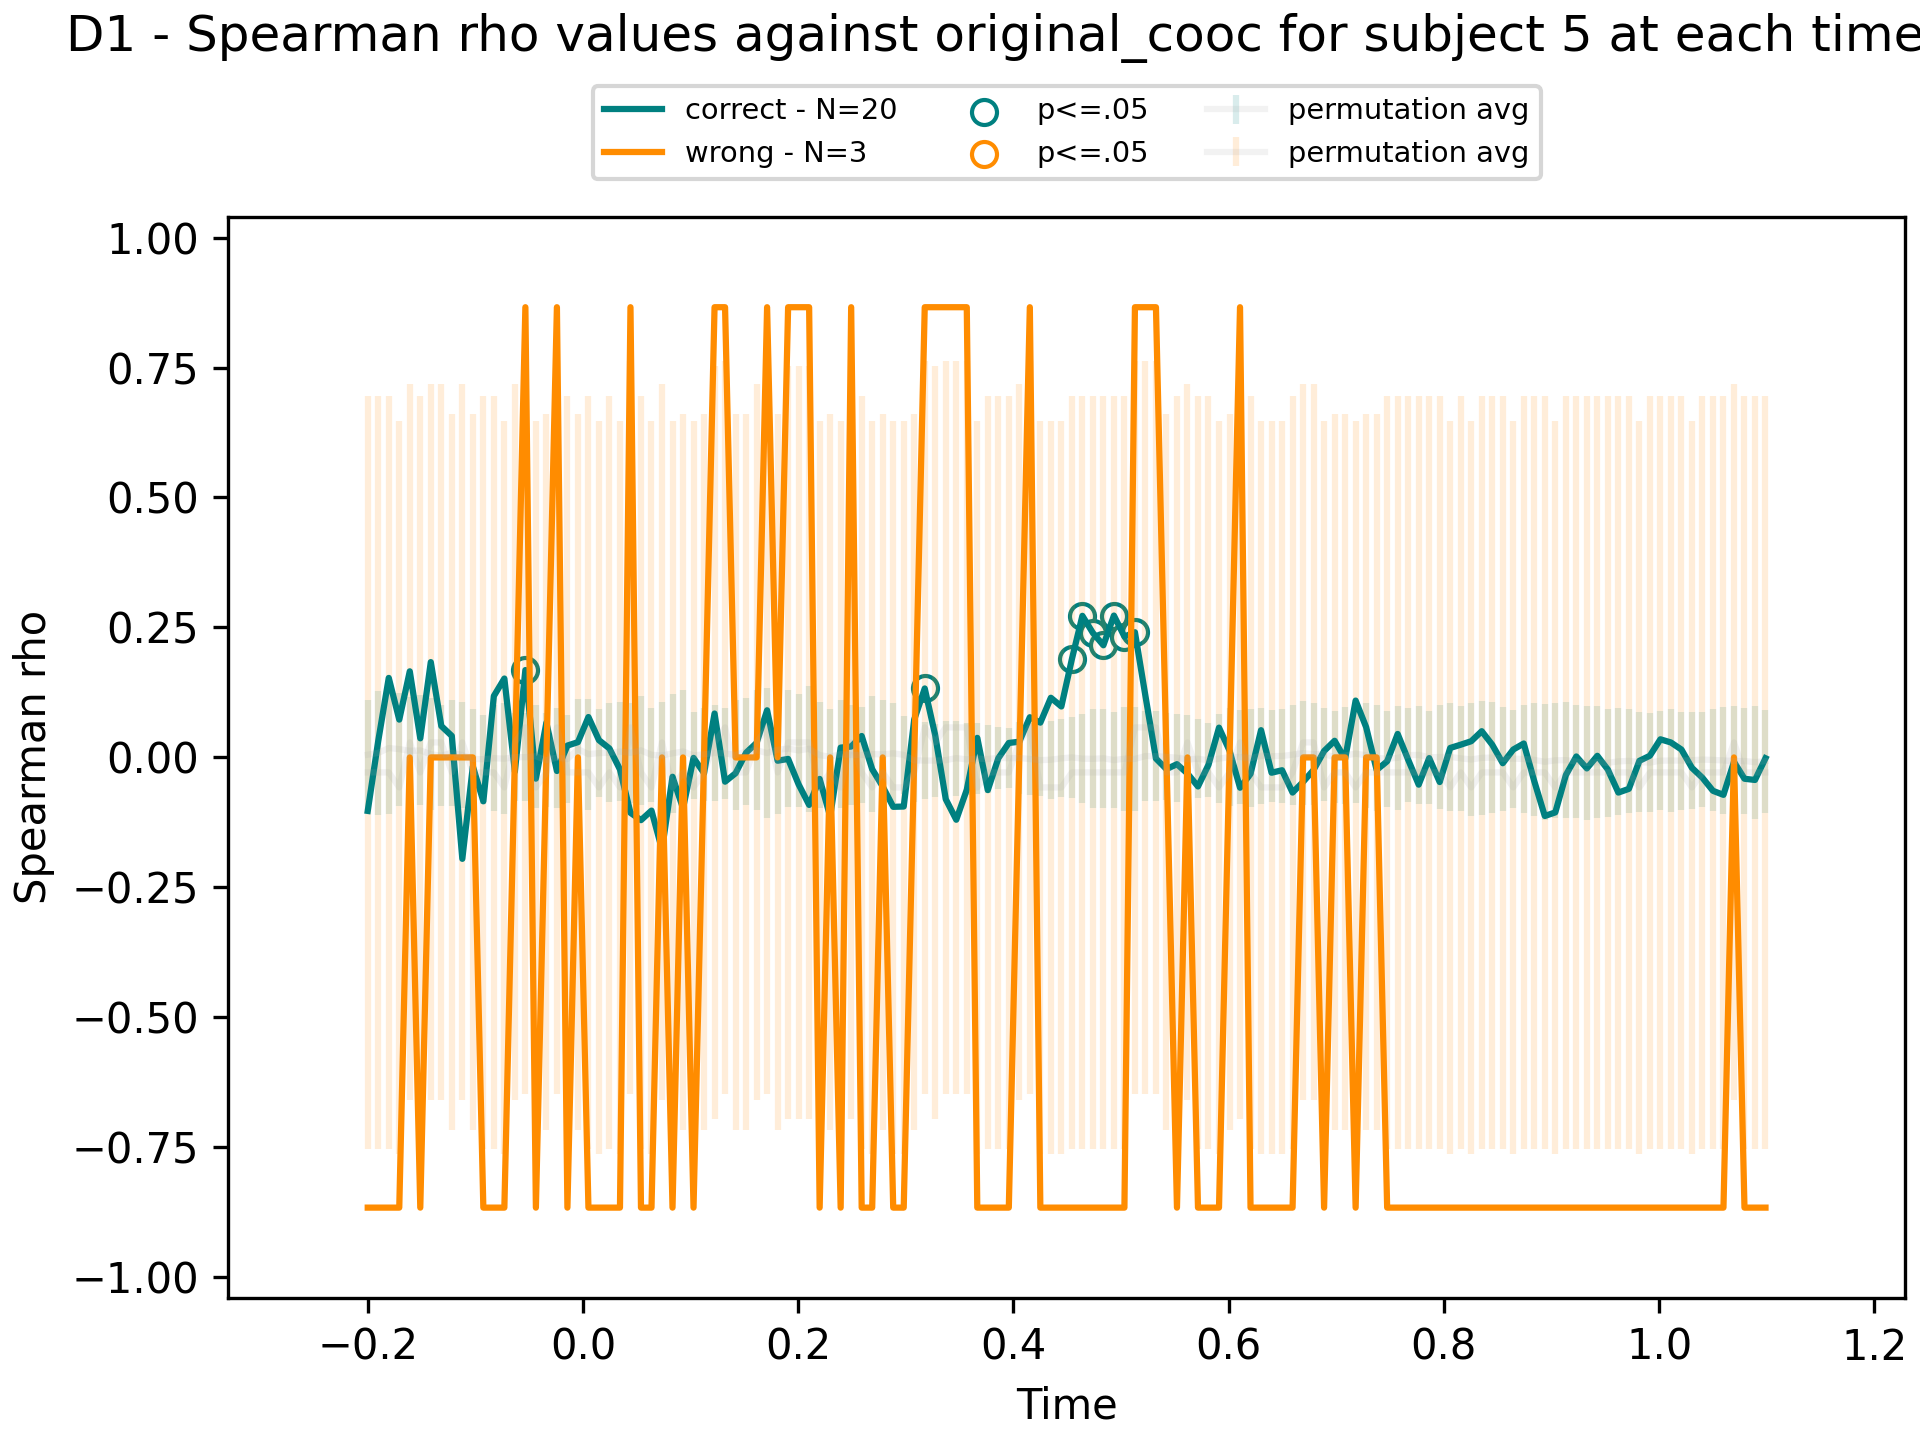 D1 - Spearman rho values against original_cooc for subject 5 at each time
correct - N=20 p<=.05 permutation avg
wrong - N=3 p<=.05 permutation avg
1.00
0.75
0.50
0.25
0.00
−0.25
−0.50
−0.75
−1.00
Spearman rho
−0.2 0.0 0.2 0.4 0.6 0.8 1.0 1.2
Time